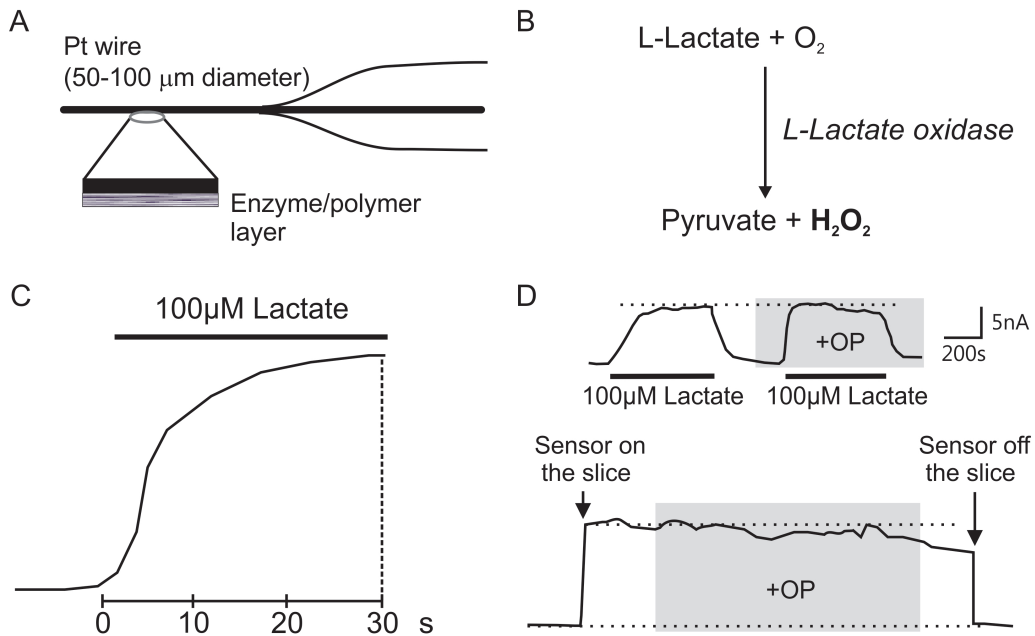 A
Pt wire
(50-100 μm diameter)
Enzyme/polymer
layer
B
L-Lactate + O₂
L-Lactate oxidase
Pyruvate + H₂O₂
C
100μM Lactate
0 10 20 30 s
D
+OP
5nA
200s
100μM Lactate 100μM Lactate
Sensor on
the slice
Sensor off
the slice
+OP